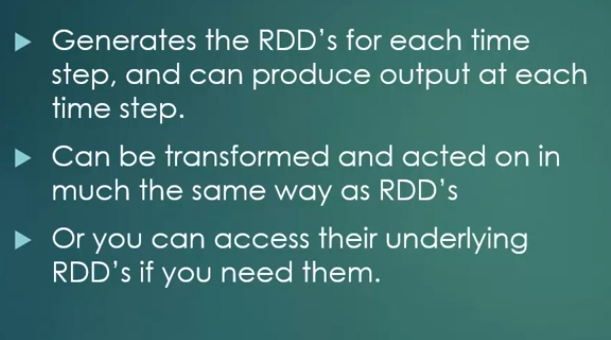 Generates the RDD's for each time
step, and can produce output at each
time step.
Can be transformed and acted on in
much the same way as RDD's
Or you can access their underlying
RDD's if you need them.